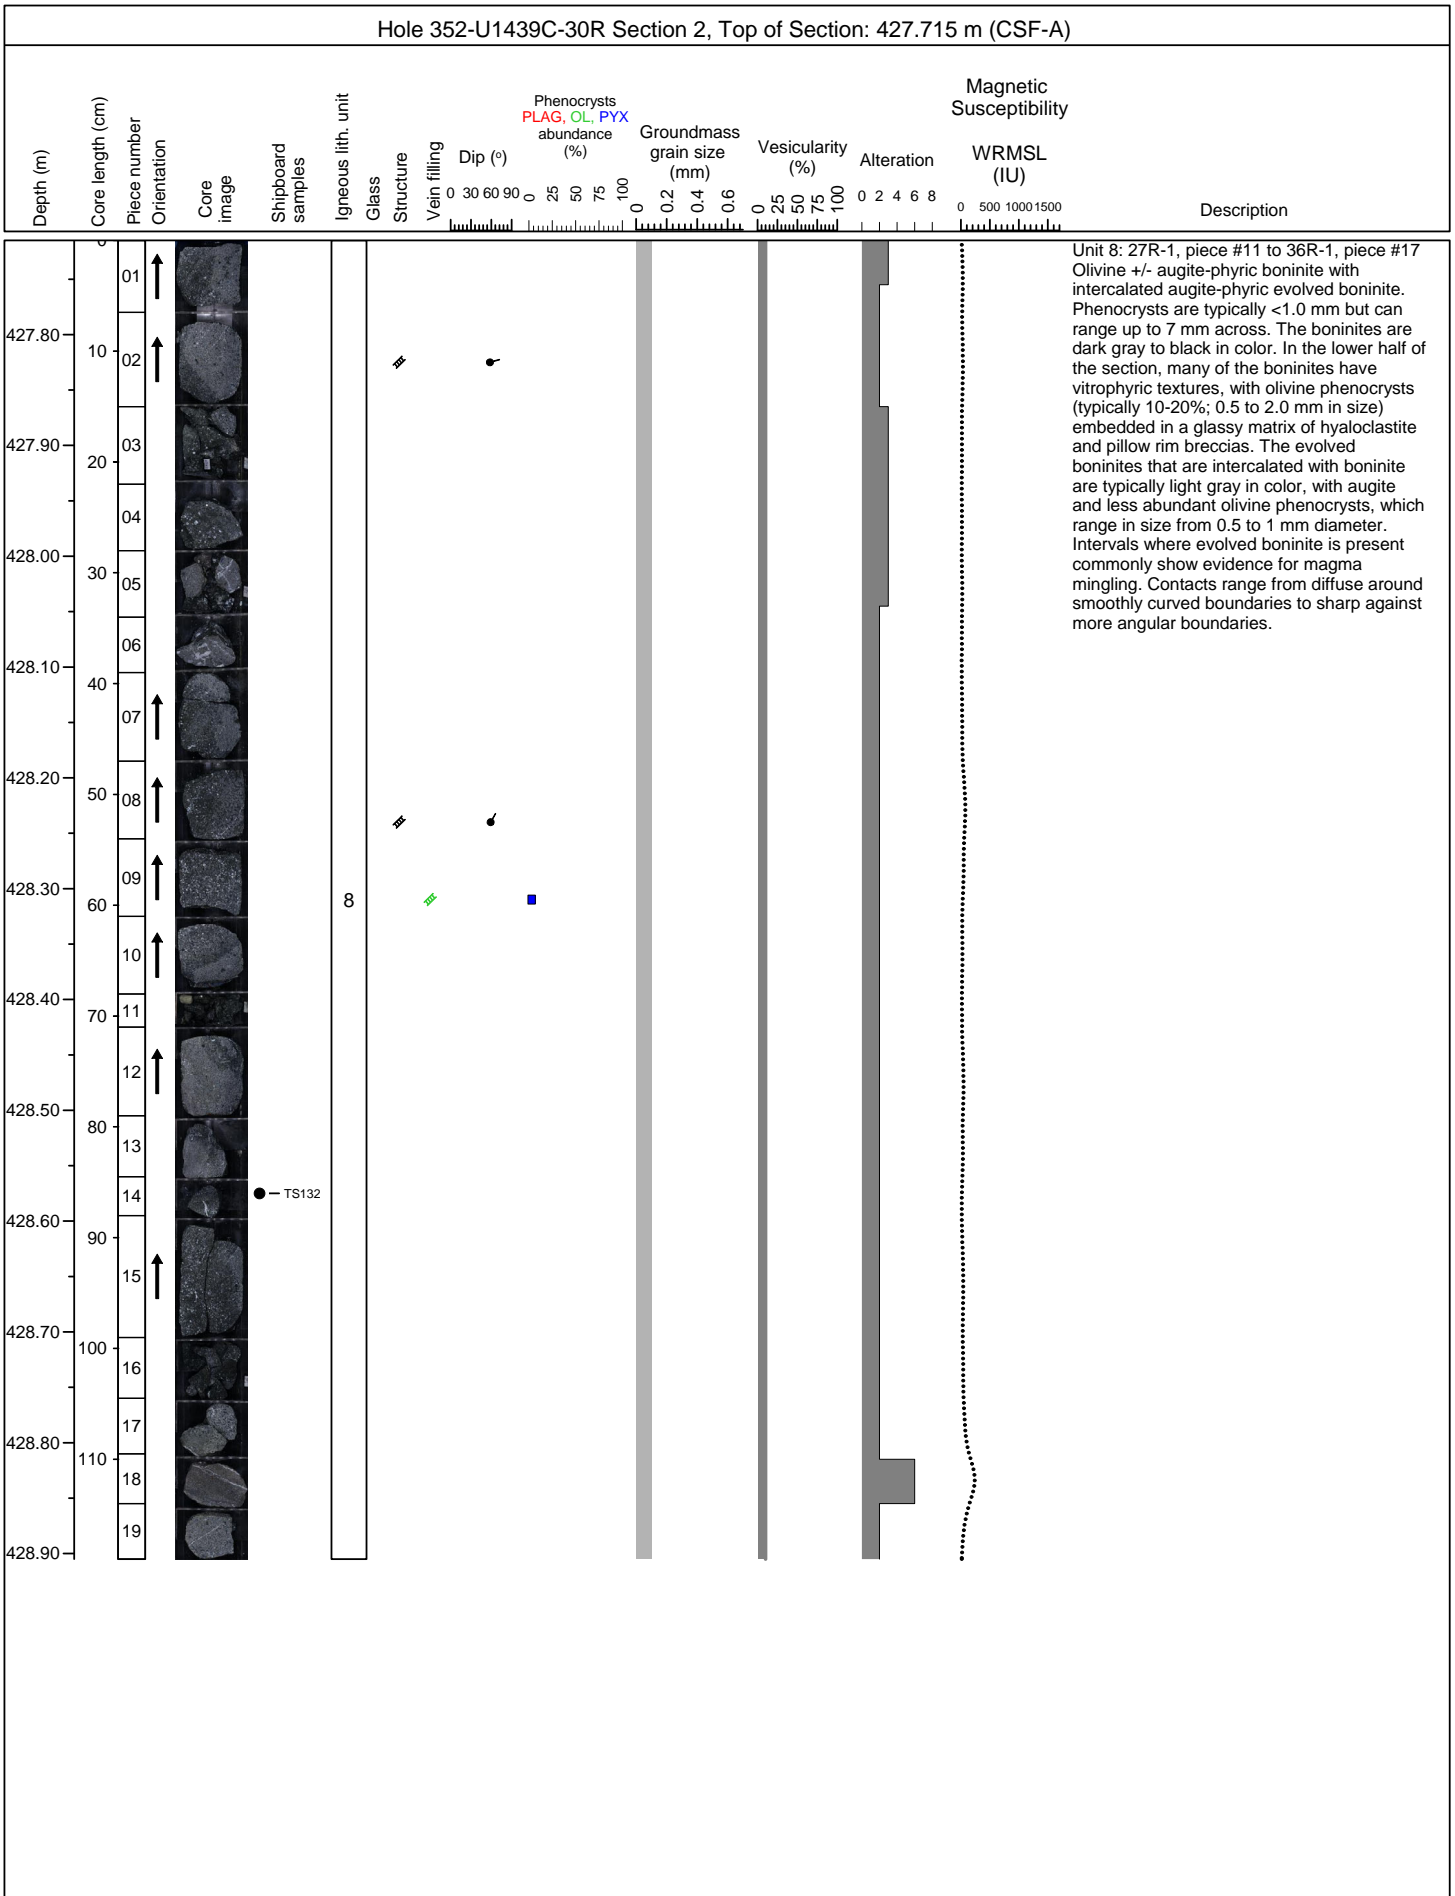 Hole 352-U1439C-30R Section 2, Top of Section: 427.715 m (CSF-A)
Depth (m)
Core length (cm)
Piece number
Orientation
Core
image
Shipboard
samples
Igneous lith. unit
Glass
Structure
Vein filling
Dip (°)
0 30 60 90
Phenocrysts
PLAG, OL, PYX
abundance
(%)
0 25 50 75 100
Groundmass
grain size
(mm)
0 0.2 0.4 0.6
Vesicularity
(%)
0 25 50 75 100
Alteration
0 2 4 6 8
Magnetic
Susceptibility
WRMSL
(IU)
0 500 1000 1500
Description
427.80
427.90
428.00
428.10
428.20
428.30
428.40
428.50
428.60
428.70
428.80
428.90
0
10
20
30
40
50
60
70
80
90
100
110
01
02
03
04
05
06
07
08
09
10
11
12
13
14
15
16
17
18
19
TS132
8
Unit 8: 27R-1, piece #11 to 36R-1, piece #17
Olivine +/- augite-phyric boninite with
intercalated augite-phyric evolved boninite.
Phenocrysts are typically <1.0 mm but can
range up to 7 mm across. The boninites are
dark gray to black in color. In the lower half of
the section, many of the boninites have
vitrophyric textures, with olivine phenocrysts
(typically 10-20%; 0.5 to 2.0 mm in size)
embedded in a glassy matrix of hyaloclastite
and pillow rim breccias. The evolved
boninites that are intercalated with boninite
are typically light gray in color, with augite
and less abundant olivine phenocrysts, which
range in size from 0.5 to 1 mm diameter.
Intervals where evolved boninite is present
commonly show evidence for magma
mingling. Contacts range from diffuse around
smoothly curved boundaries to sharp against
more angular boundaries.